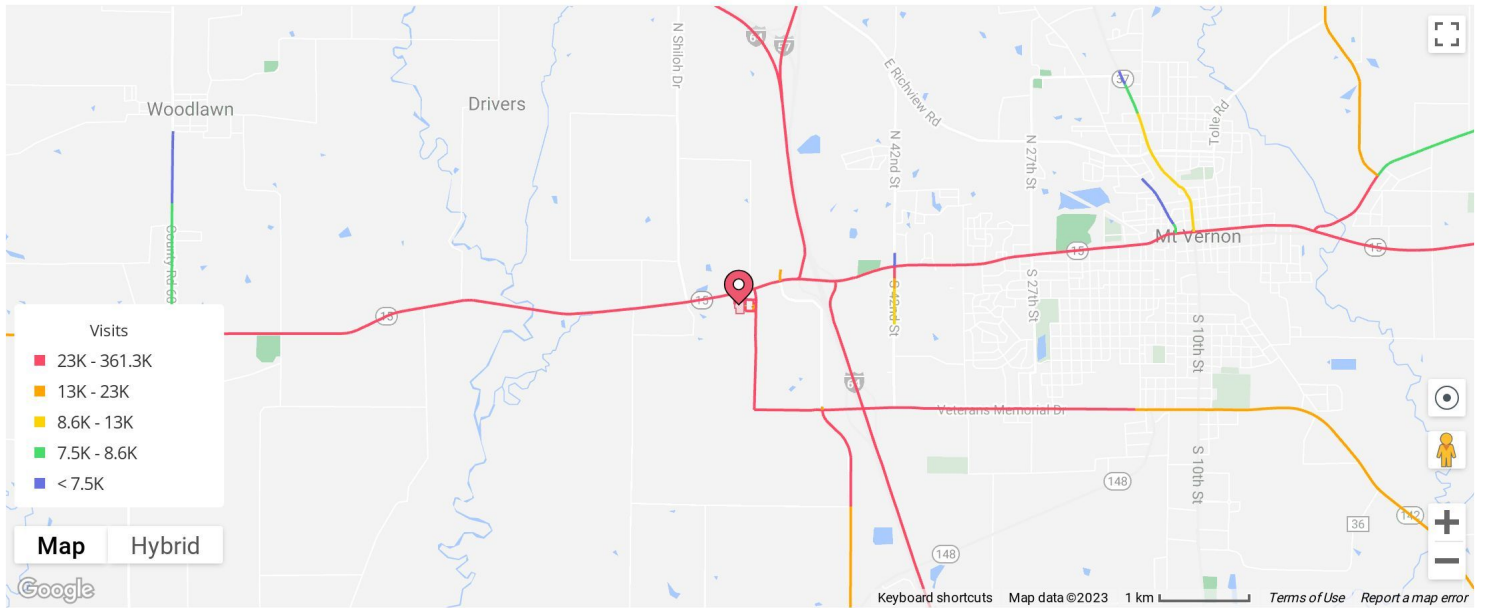 N Shiloh Dr
64
57
E Richview Rd
37
Tolle Rd
Woodlawn
Drivers
N 42nd St
N 27th St
Mt Vernon
15
15
County Rd 60
15
15
S 42nd St
S 27th St
S 10th St
Visits
23K - 361.3K
13K - 23K
8.6K - 13K
7.5K - 8.6K
< 7.5K
Veterans Memorial Dr
S 10th St
148
142
36
148
Map
Hybrid
Google
Keyboard shortcuts
Map data ©2023
1 km
Terms of Use
Report a map error